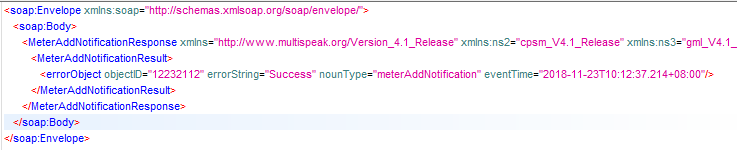 <soap:Envelope xmlns:soap="http://schemas.xmlsoap.org/soap/envelope/">
<soap:Body>
<MeterAddNotificationResponse xmlns="http://www.multispeak.org/Version_4.1_Release" xmlns:ns2="cpsm_V4.1_Release" xmlns:ns3="gml_V4.1_
<MeterAddNotificationResult>
<errorObject objectID="12232112" errorString="Success" nounType="meterAddNotification" eventTime="2018-11-23T10:12:37.214+08:00"/>
</MeterAddNotificationResult>
</MeterAddNotificationResponse>
</soap:Body>
</soap:Envelope>